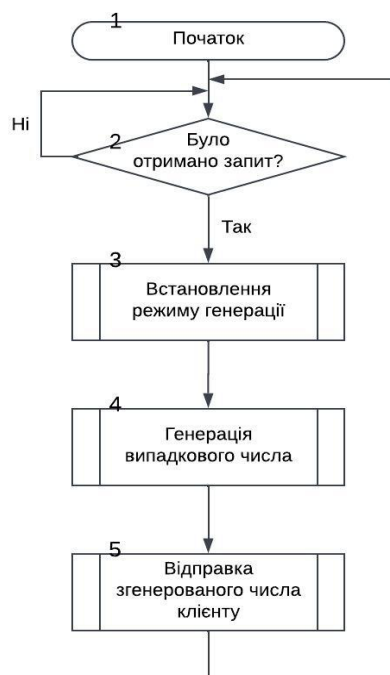 1
Початок
Ні
2
Було
отримано запит?
Так
3
Встановлення
режиму генерації
4
Генерація
випадкового числа
5
Відправка
згенерованого числа
клієнту